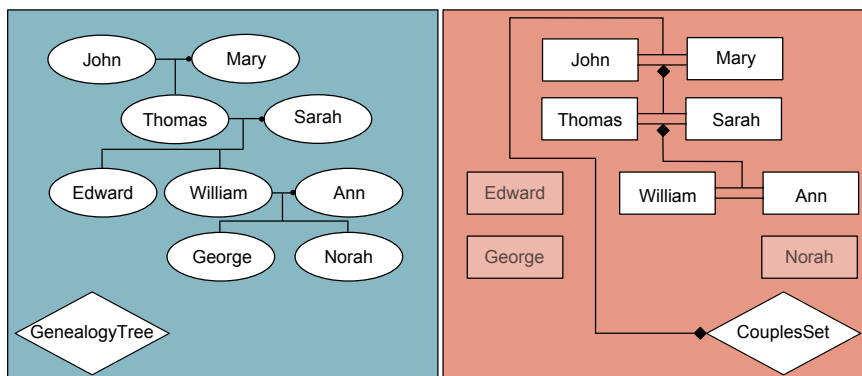 John
Mary
Thomas
Sarah
Edward
William
Ann
George
Norah
GenealogyTree
John
Mary
Thomas
Sarah
Edward
William
Ann
George
Norah
CouplesSet